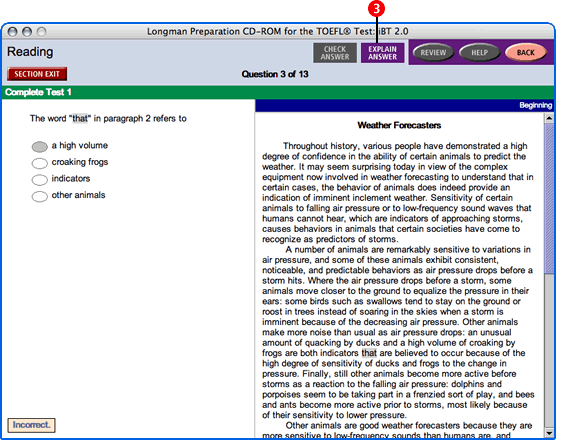 3
Longman Preparation CD-ROM for the TOEFL® Test: iBT 2.0
Reading
CHECK
ANSWER
EXPLAIN
ANSWER
REVIEW
HELP
BACK
SECTION EXIT
Question 3 of 13
Complete Test 1
Beginning
The word "that" in paragraph 2 refers to
a high volume
croaking frogs
indicators
other animals
Incorrect.
Weather Forecasters
Throughout history, various people have demonstrated a high
degree of confidence in the ability of certain animals to predict the
weather. It may seem surprising today in view of the complex
equipment now involved in weather forecasting to understand that in
certain cases, the behavior of animals does indeed provide an
indication of imminent inclement weather. Sensitivity of certain
animals to falling air pressure or to low-frequency sound waves that
humans cannot hear, which are indicators of approaching storms,
causes behaviors in animals that certain societies have come to
recognize as predictors of storms.
A number of animals are remarkably sensitive to variations in
air pressure, and some of these animals exhibit consistent,
noticeable, and predictable behaviors as air pressure drops before a
storm hits. Where the air pressure drops before a storm, some
animals move closer to the ground to equalize the pressure in their
ears: some birds such as swallows tend to stay on the ground or
roost in trees instead of soaring in the skies when a storm is
imminent because of the decreasing air pressure. Other animals
make more noise than usual as air pressure drops: an unusual
amount of quacking by ducks and a high volume of croaking by
frogs are both indicators that are believed to occur because of the
high degree of sensitivity of ducks and frogs to the change in
pressure. Finally, still other animals become more active before
storms as a reaction to the falling air pressure: dolphins and
porpoises seem to be taking part in a frenzied sort of play, and bees
and ants become more active prior to storms, most likely because
of their sensitivity to lower pressure.
Other animals are good weather forecasters because they are
more sensitive to low-frequency sounds than humans are, and